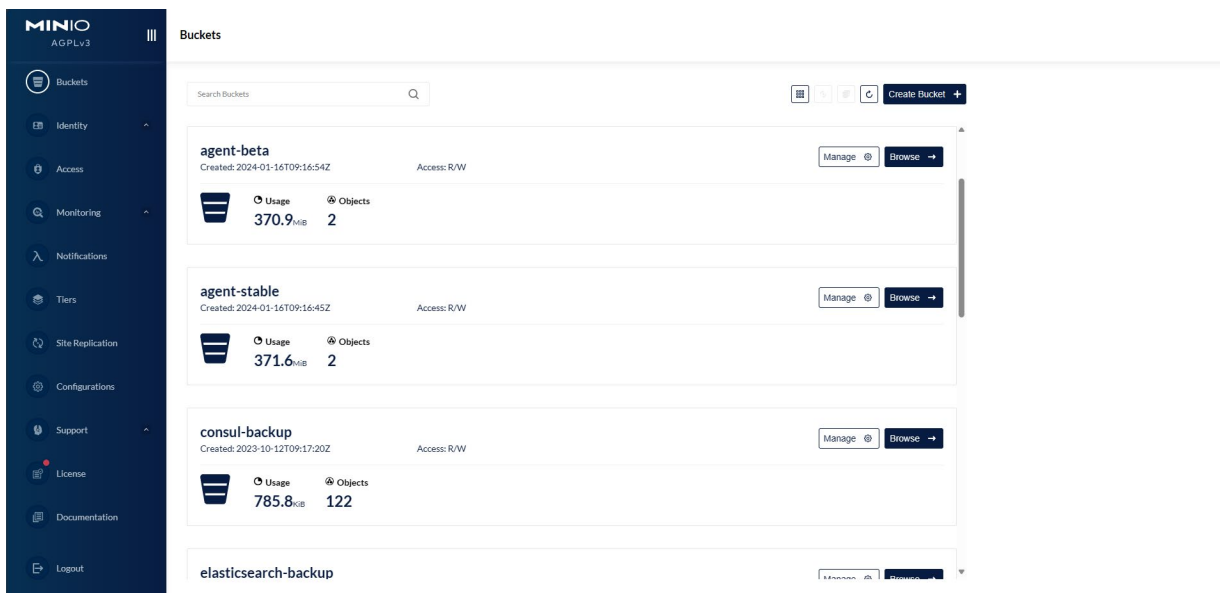 MINIO
AGPLv3
Buckets
Identity
Access
Monitoring
Notifications
Tiers
Site Replication
Configurations
Support
License
Documentation
Logout
Buckets
Search Buckets
Create Bucket +
agent-beta
Created: 2024-01-16T09:16:54Z Access: R/W
Manage Browse →
Usage Objects
370.9MiB 2
agent-stable
Created: 2024-01-16T09:16:45Z Access: R/W
Manage Browse →
Usage Objects
371.6MiB 2
consul-backup
Created: 2023-10-12T09:17:20Z Access: R/W
Manage Browse →
Usage Objects
785.8KiB 122
elasticsearch-backup
Manage Browse →